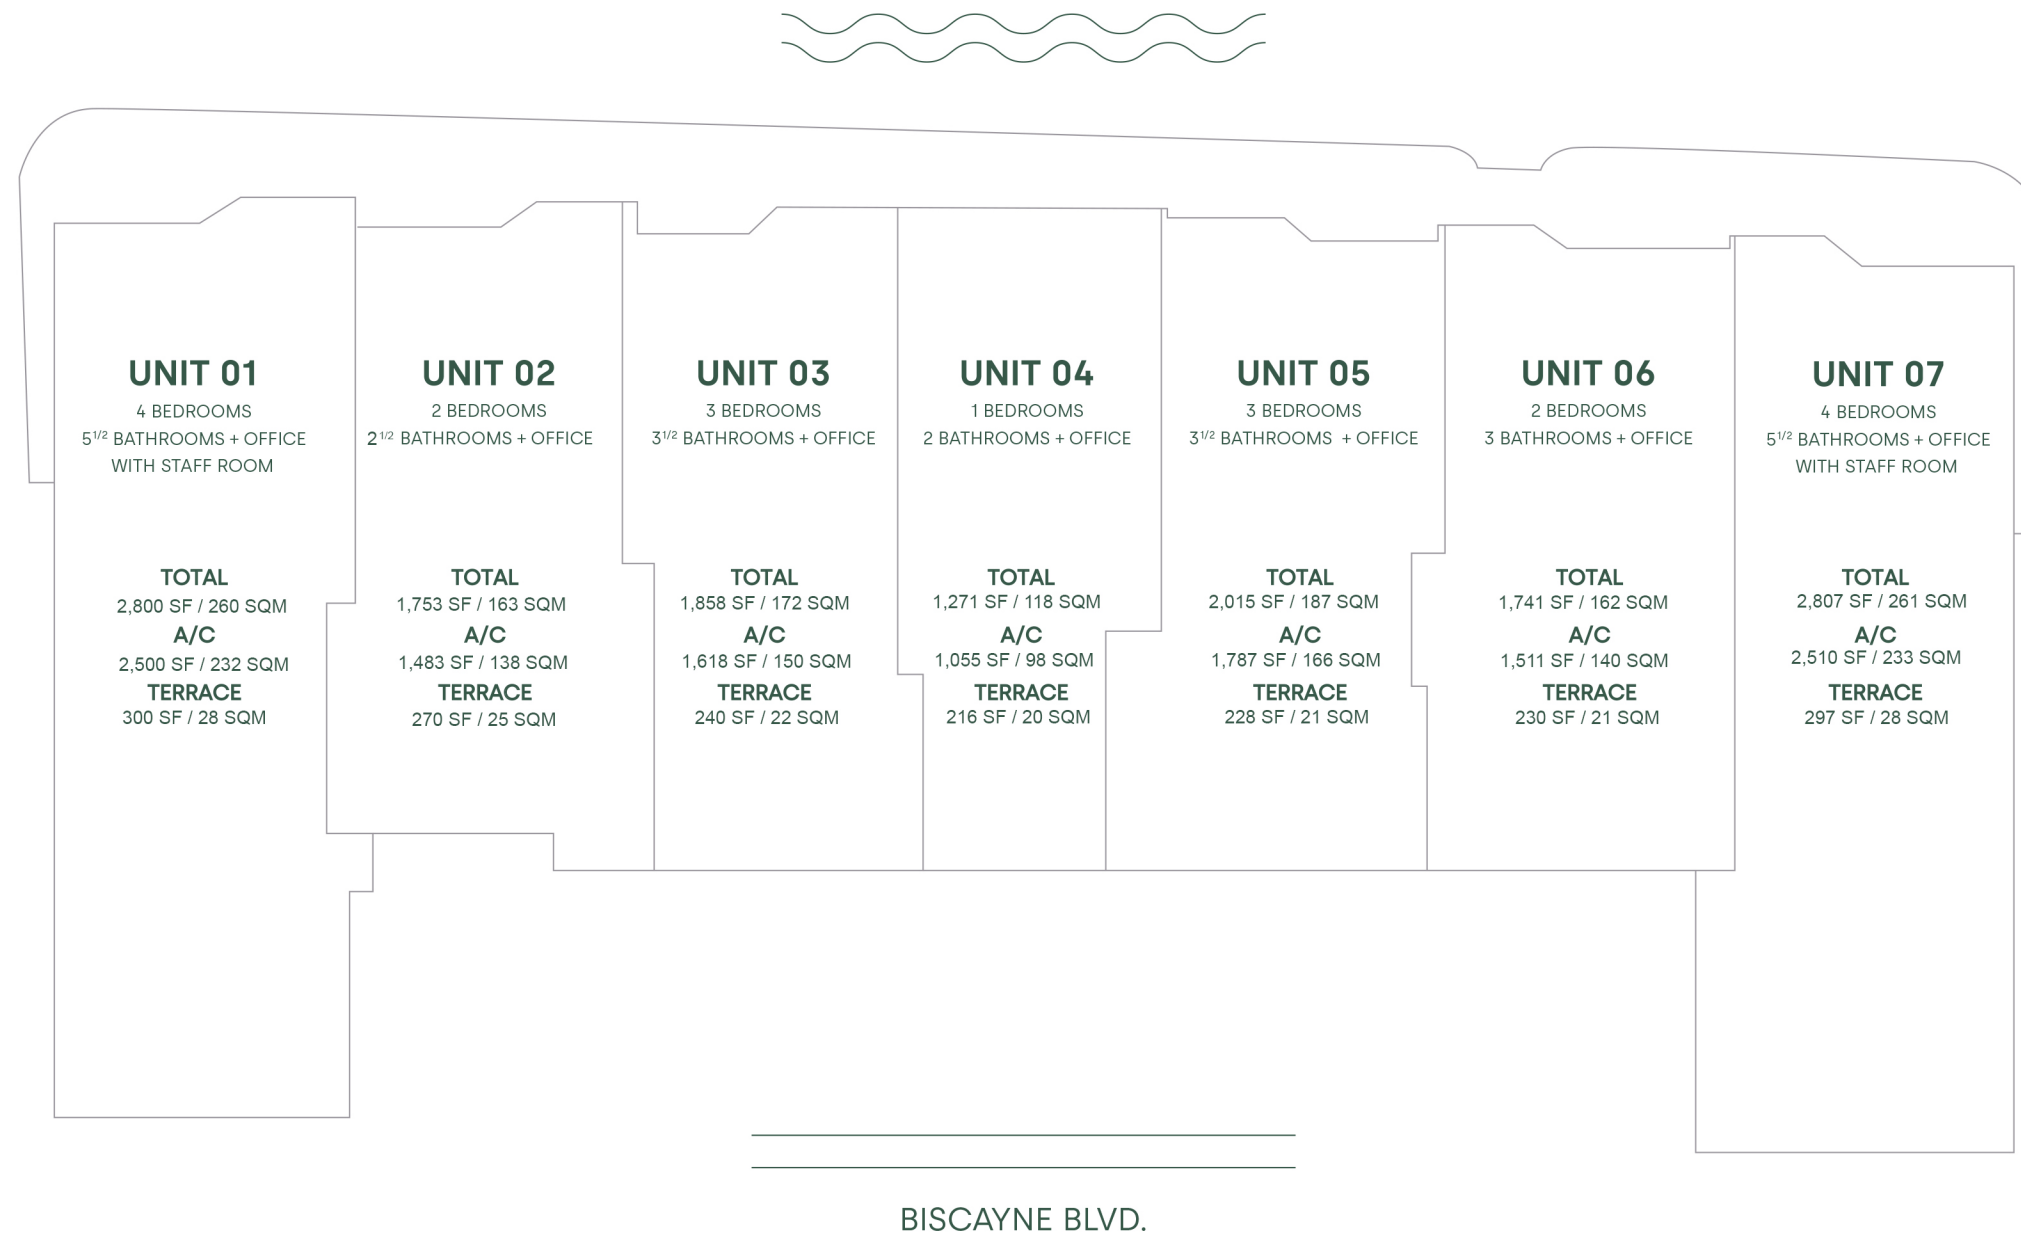 UNIT 01
4 BEDROOMS
5 1/2 BATHROOMS + OFFICE
WITH STAFF ROOM
TOTAL
2,800 SF / 260 SQM
A/C
2,500 SF / 232 SQM
TERRACE
300 SF / 28 SQM
UNIT 02
2 BEDROOMS
2 1/2 BATHROOMS + OFFICE
TOTAL
1,753 SF / 163 SQM
A/C
1,483 SF / 138 SQM
TERRACE
270 SF / 25 SQM
UNIT 03
3 BEDROOMS
3 1/2 BATHROOMS + OFFICE
TOTAL
1,858 SF / 172 SQM
A/C
1,618 SF / 150 SQM
TERRACE
240 SF / 22 SQM
UNIT 04
1 BEDROOMS
2 BATHROOMS + OFFICE
TOTAL
1,271 SF / 118 SQM
A/C
1,055 SF / 98 SQM
TERRACE
216 SF / 20 SQM
UNIT 05
3 BEDROOMS
3 1/2 BATHROOMS + OFFICE
TOTAL
2,015 SF / 187 SQM
A/C
1,787 SF / 166 SQM
TERRACE
228 SF / 21 SQM
UNIT 06
2 BEDROOMS
3 BATHROOMS + OFFICE
TOTAL
1,741 SF / 162 SQM
A/C
1,511 SF / 140 SQM
TERRACE
230 SF / 21 SQM
UNIT 07
4 BEDROOMS
5 1/2 BATHROOMS + OFFICE
WITH STAFF ROOM
TOTAL
2,807 SF / 261 SQM
A/C
2,510 SF / 233 SQM
TERRACE
297 SF / 28 SQM
BISCAYNE BLVD.